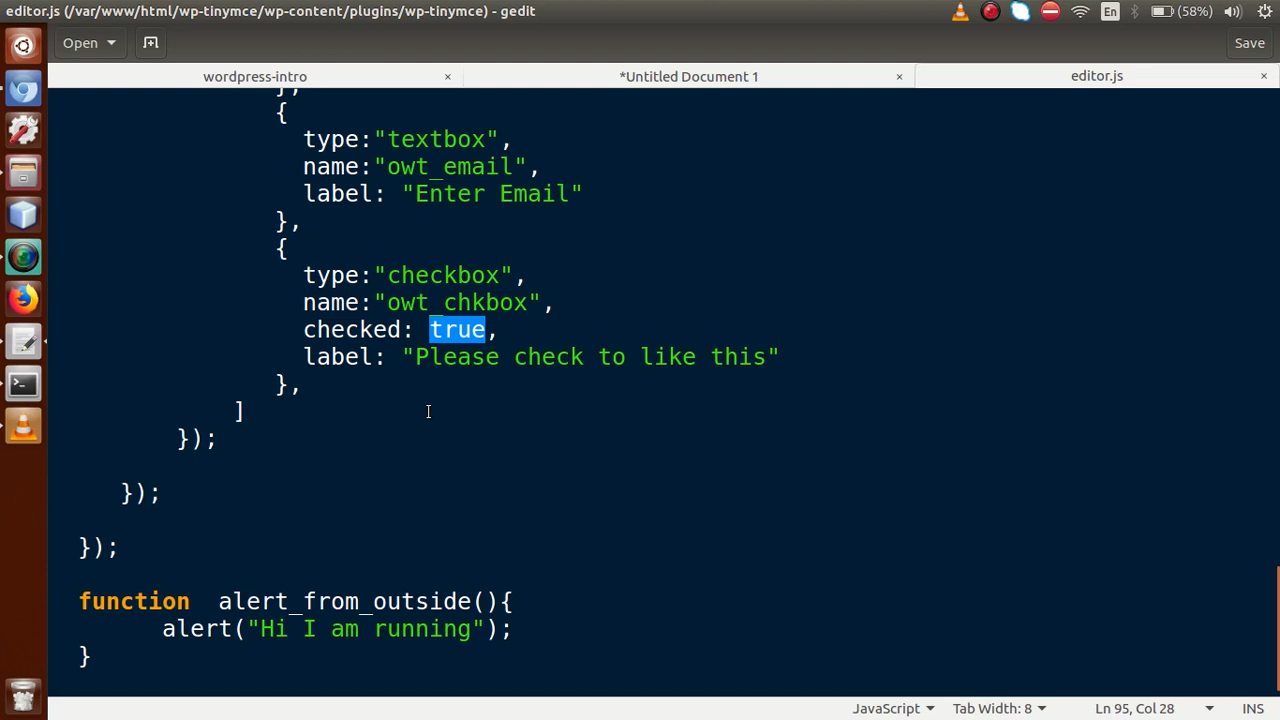 editor.js (/var/www/html/wp-tinymce/wp-content/plugins/wp-tinymce) - gedit
En
(58%)
Open
Save
wordpress-intro
*Untitled Document 1
editor.js
},
{
type:"textbox",
name:"owt_email",
label: "Enter Email"
},
{
type:"checkbox",
name:"owt_chkbox",
checked: true,
label: "Please check to like this"
},
]
});
});
});
function  alert_from_outside(){
alert("Hi I am running");
}
JavaScript
Tab Width: 8
Ln 95, Col 28
INS